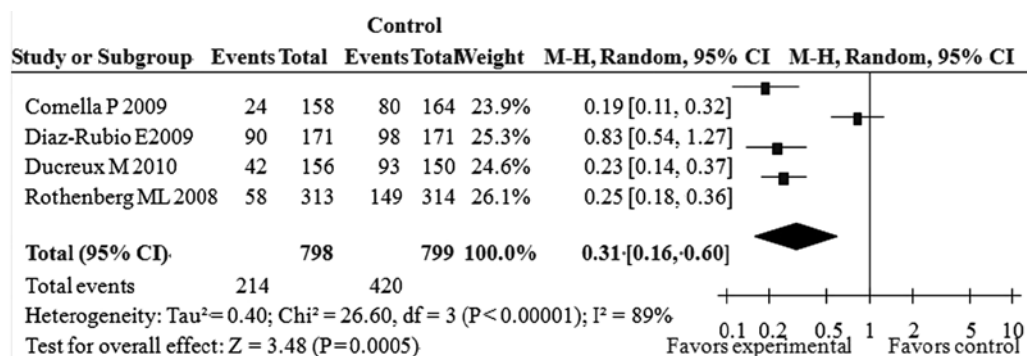 Control
Study or Subgroup Events Total Events Total Weight M-H, Random, 95% CI M-H, Random, 95% CI
Comella P 2009 24 158 80 164 23.9% 0.19 [0.11, 0.32]
Diaz-Rubio E2009 90 171 98 171 25.3% 0.83 [0.54, 1.27]
Ducreux M 2010 42 156 93 150 24.6% 0.23 [0.14, 0.37]
Rothenberg ML 2008 58 313 149 314 26.1% 0.25 [0.18, 0.36]
Total (95% CI)· 798 799 100.0% 0.31·[0.16,·0.60]
Total events 214 420
Heterogeneity: Tau²= 0.40; Chi² = 26.60, df = 3 (P < 0.00001); I² = 89%
Test for overall effect: Z = 3.48 (P=0.0005)
0.1 0.2 0.5 1 2 5 10
Favors experimental Favors control